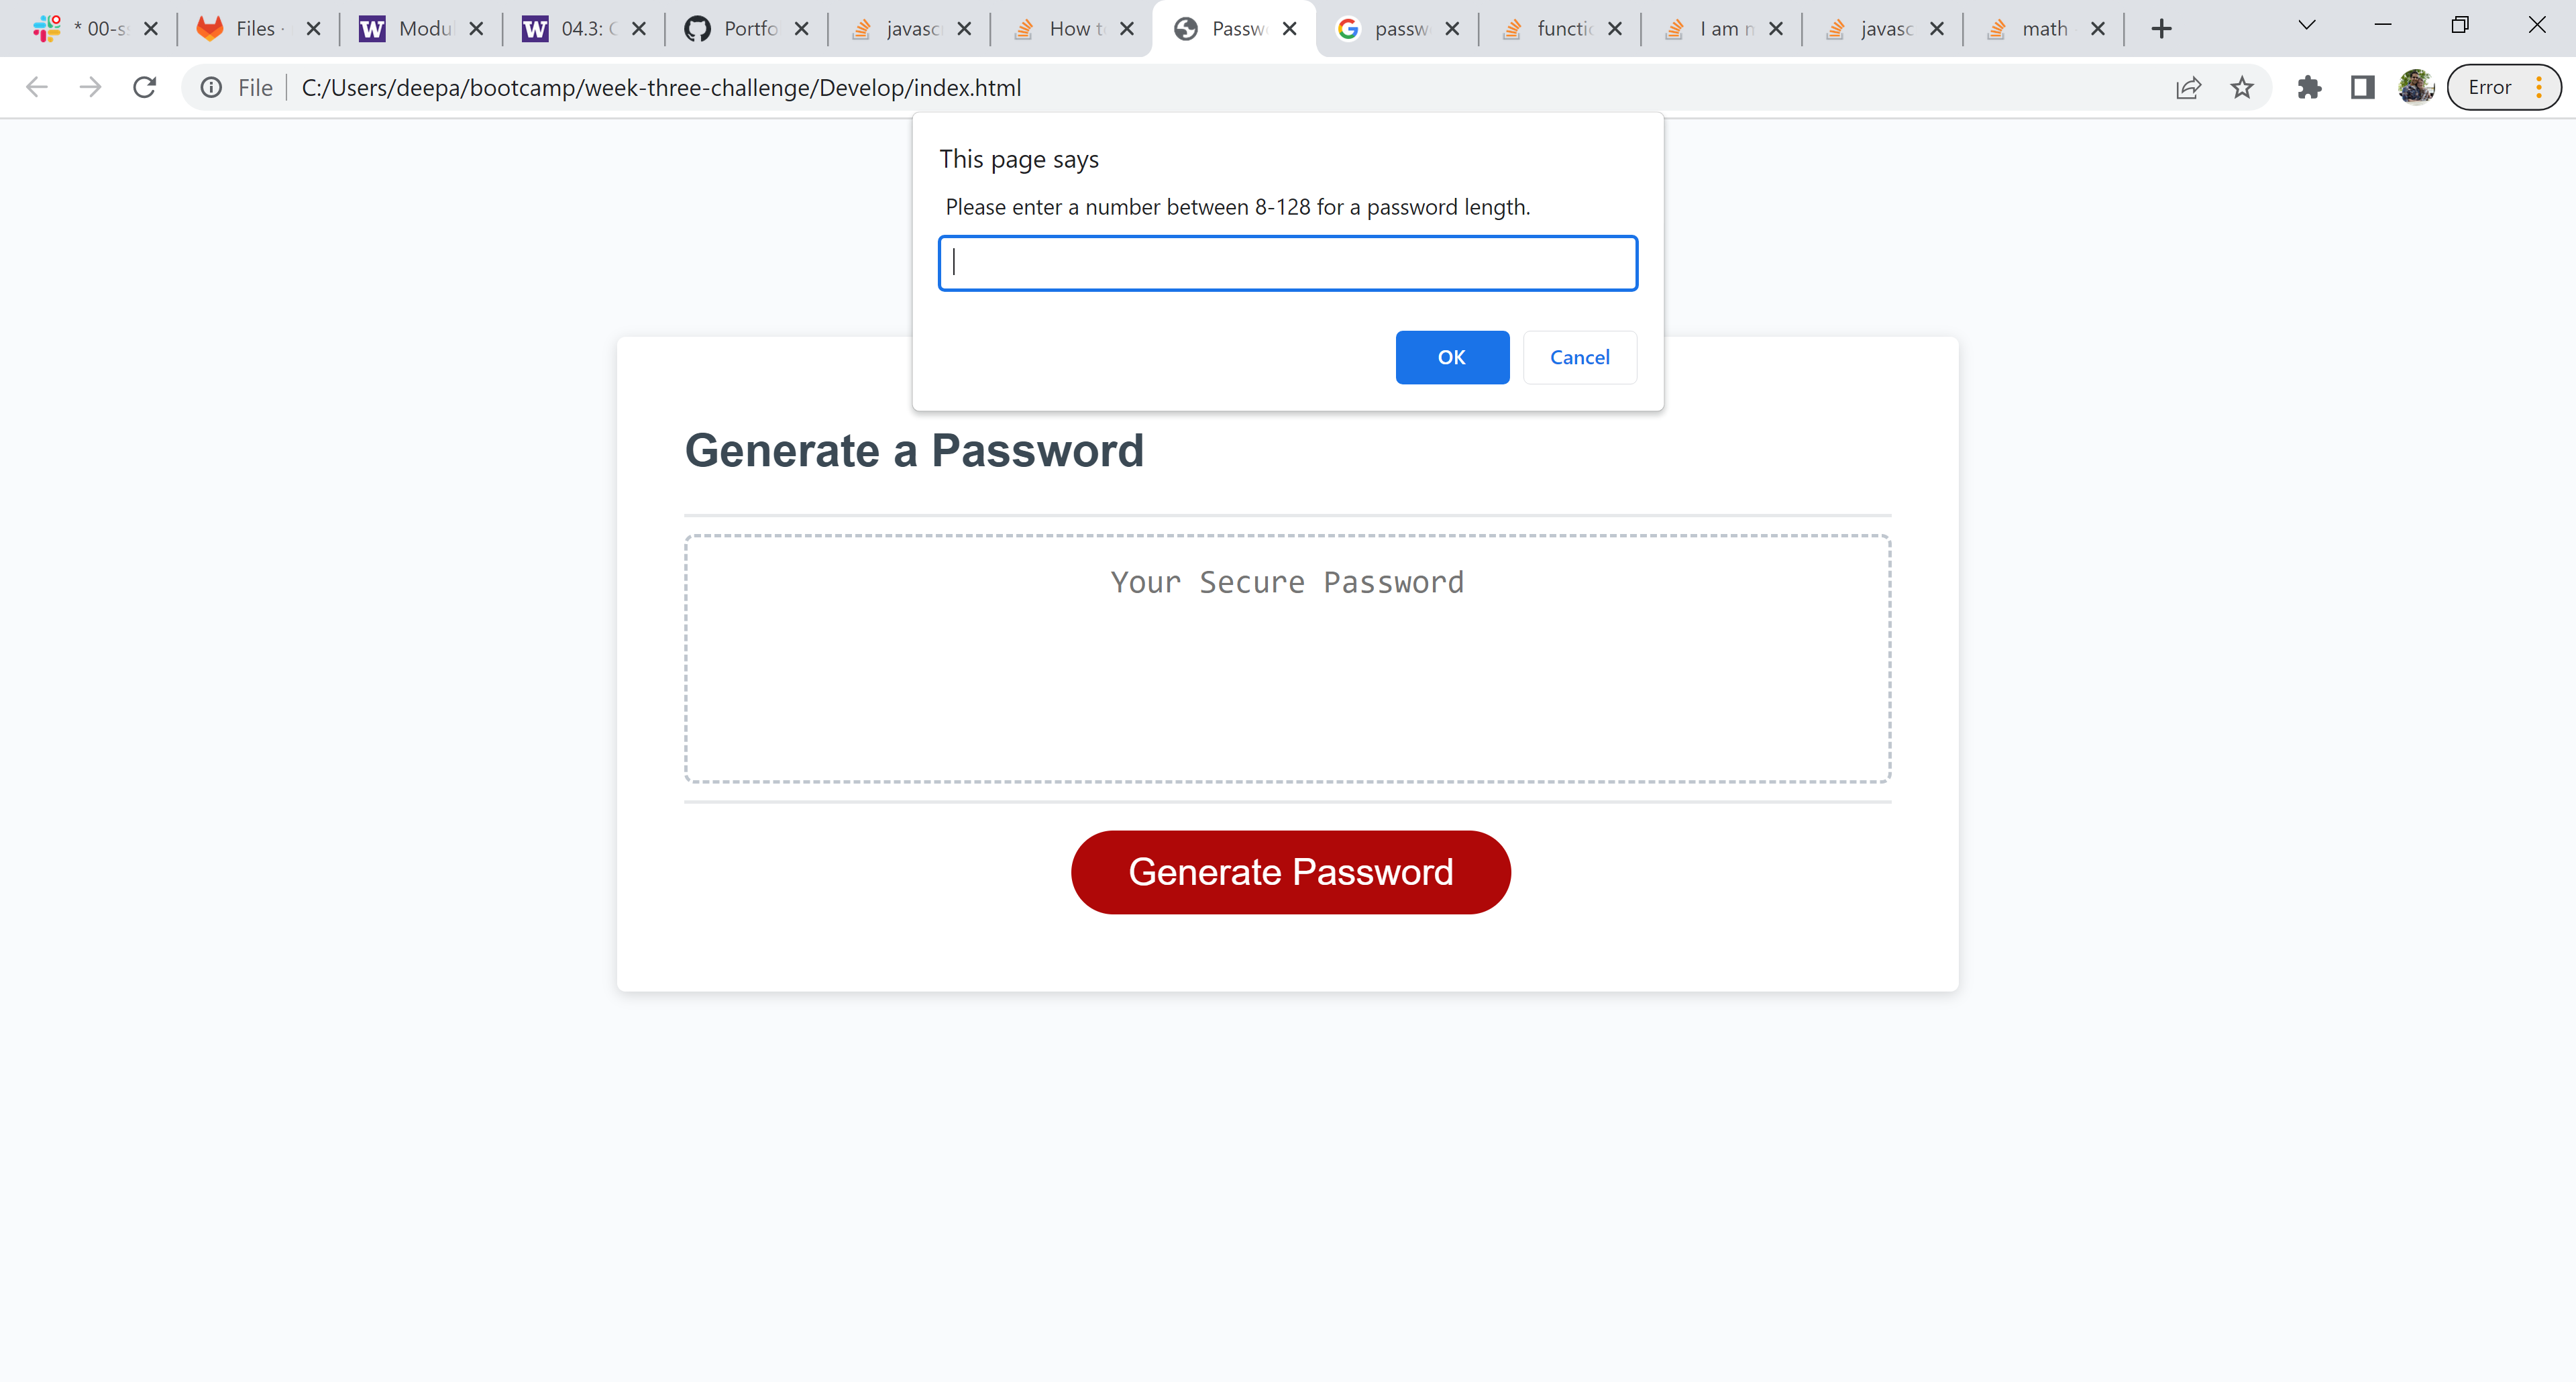 * 00-s
Files ·
Modul
04.3: C
Portfo
javasc
How t
Passw
passw
functio
I am n
javasc
math
File
C:/Users/deepa/bootcamp/week-three-challenge/Develop/index.html
Error
This page says
Please enter a number between 8-128 for a password length.
OK
Cancel
Generate a Password
Your Secure Password
Generate Password